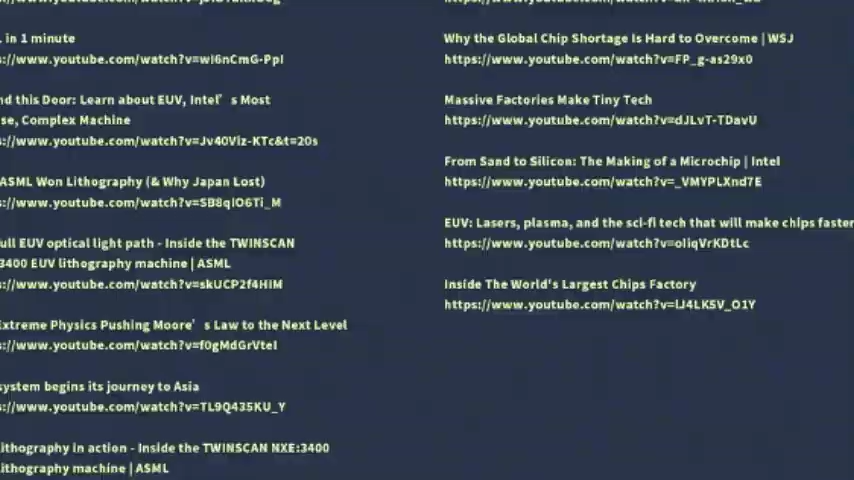 in 1 minute
://www.youtube.com/watch?v=wI6nCmG-PpI
nd this Door: Learn about EUV, Intel's Most
se, Complex Machine
://www.youtube.com/watch?v=Jv40Viz-KTc&t=20s
ASML Won Lithography (& Why Japan Lost)
://www.youtube.com/watch?v=SB8qIO6Ti_M
ull EUV optical light path - Inside the TWINSCAN
3400 EUV lithography machine | ASML
://www.youtube.com/watch?v=skUCP2f4HiM
Extreme Physics Pushing Moore's Law to the Next Level
://www.youtube.com/watch?v=f0gMdGrVteI
system begins its journey to Asia
://www.youtube.com/watch?v=TL9Q435KU_Y
ithography in action - Inside the TWINSCAN NXE:3400
lithography machine | ASML
Why the Global Chip Shortage Is Hard to Overcome | WSJ
https://www.youtube.com/watch?v=FP_g-as29x0
Massive Factories Make Tiny Tech
https://www.youtube.com/watch?v=dJLvT-TDavU
From Sand to Silicon: The Making of a Microchip | Intel
https://www.youtube.com/watch?v=_VMYPLXnd7E
EUV: Lasers, plasma, and the sci-fi tech that will make chips faster
https://www.youtube.com/watch?v=oIiqVrKDtLc
Inside The World's Largest Chips Factory
https://www.youtube.com/watch?v=lJ4LK5V_O1Y